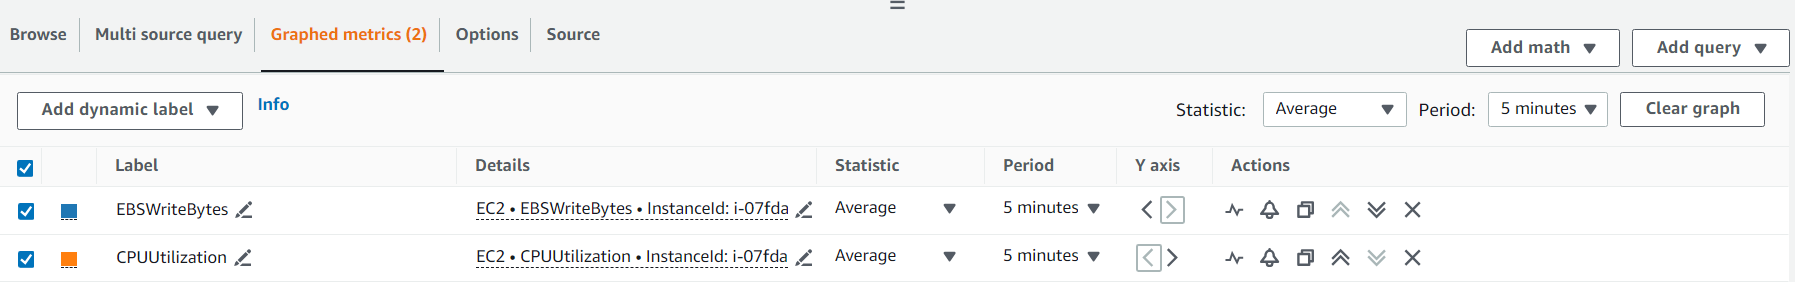 Browse Multi source query Graphed metrics (2) Options Source
Add math Add query
Add dynamic label Info Statistic: Average Period: 5 minutes Clear graph
Label Details Statistic Period Y axis Actions
EBSWriteBytes EC2 • EBSWriteBytes • InstanceId: i-07fda Average 5 minutes
CPUUtilization EC2 • CPUUtilization • InstanceId: i-07fda Average 5 minutes